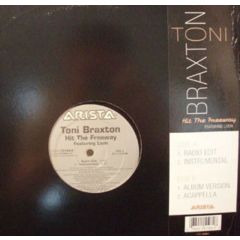 ARISTA
Toni Braxton
Hit The Freeway
Featuring Loon
TONI
BRAXTON
Hit The Freeway
FEATURING LOON
SIDE A
RADIO EDIT
INSTRUMENTAL
ALBUM VERSION
ACAPPELLA
ARISTA